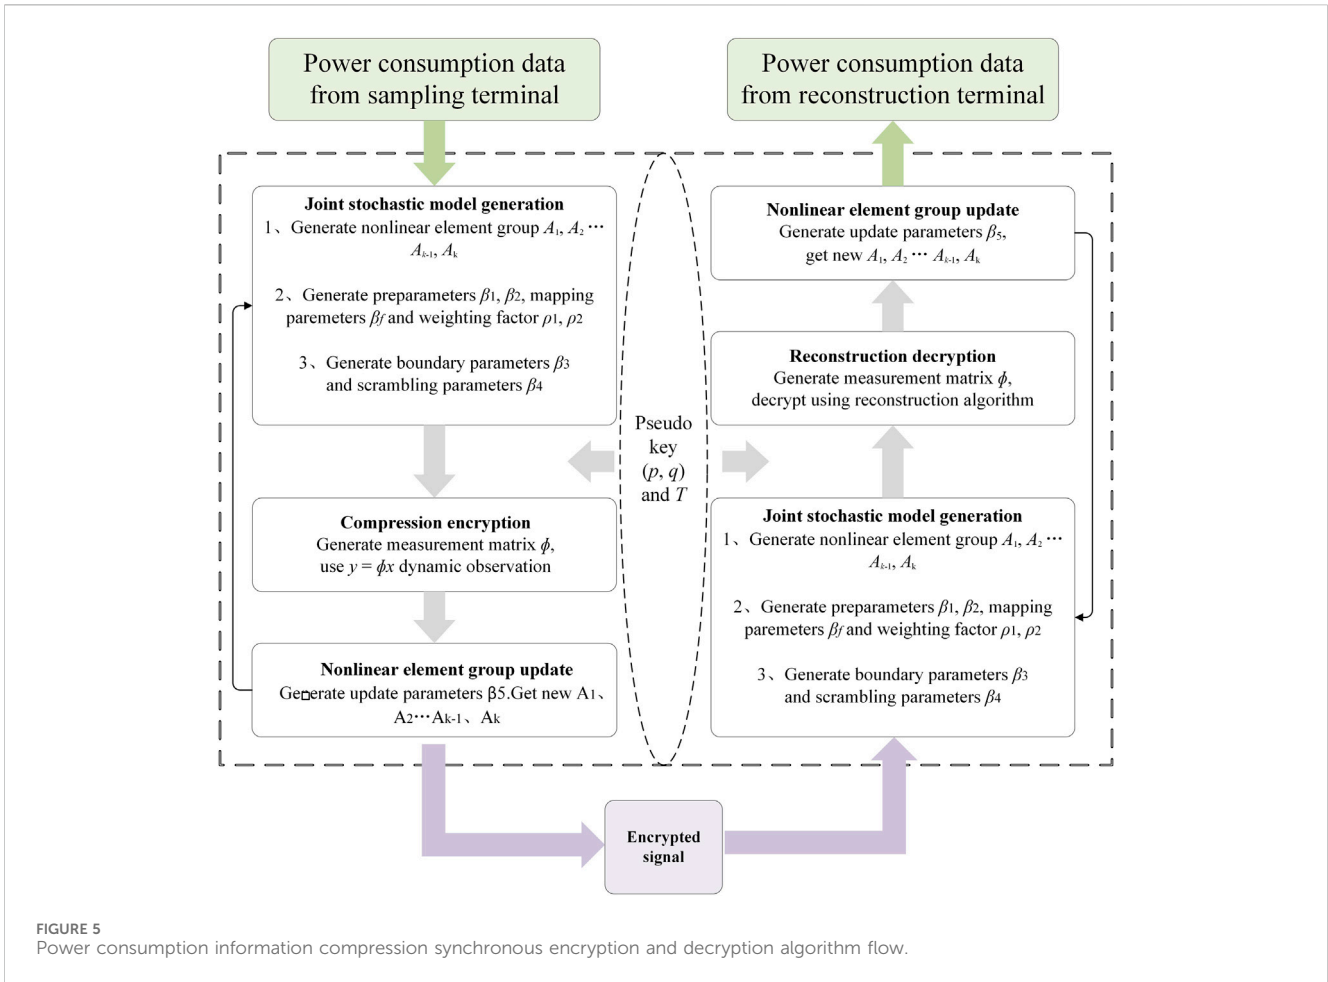 Power consumption data
from sampling terminal
Joint stochastic model generation
1、Generate nonlinear element group A1, A2 ···
Ak-1, Ak
2、Generate preparameters β1, β2, mapping
paremeters βf and weighting factor ρ1, ρ2
3、Generate boundary parameters β3
and scrambling parameters β4
Compression encryption
Generate measurement matrix ϕ,
use y = ϕx dynamic observation
Nonlinear element group update
Ge□erate update parameters β5.Get new A1、
A2···Ak-1、Ak
Pseudo
key
(p, q)
and T
Power consumption data
from reconstruction terminal
Nonlinear element group update
Generate update parameters β5,
get new A1, A2 ··· Ak-1, Ak
Reconstruction decryption
Generate measurement matrix ϕ,
decrypt using reconstruction algorithm
Joint stochastic model generation
1、Generate nonlinear element group A1, A2 ···
Ak-1, Ak
2、Generate preparameters β1, β2, mapping
paremeters βf and weighting factor ρ1, ρ2
3、Generate boundary parameters β3
and scrambling parameters β4
Encrypted
signal
FIGURE 5
Power consumption information compression synchronous encryption and decryption algorithm flow.